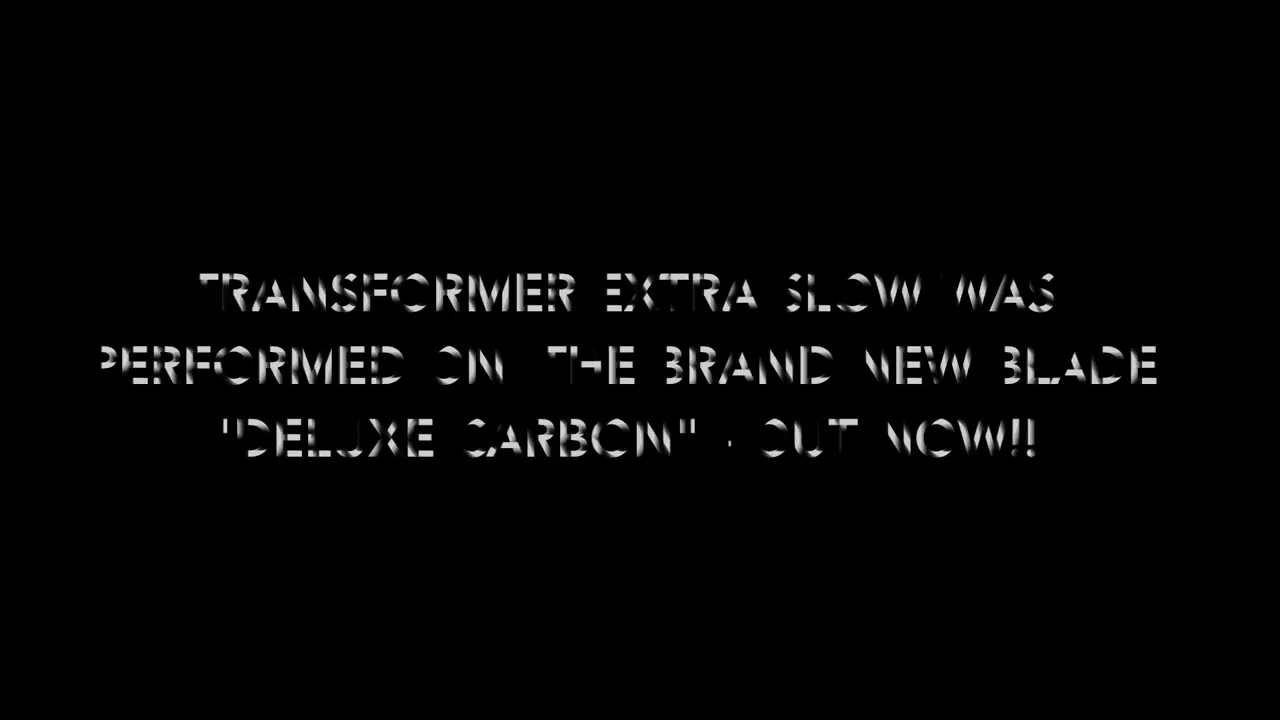 TRANSFORMER EXTRA SLOW WAS
PERFORMED ON THE BRAND NEW BLADE
"DELUXE CARBON" - OUT NOW!!